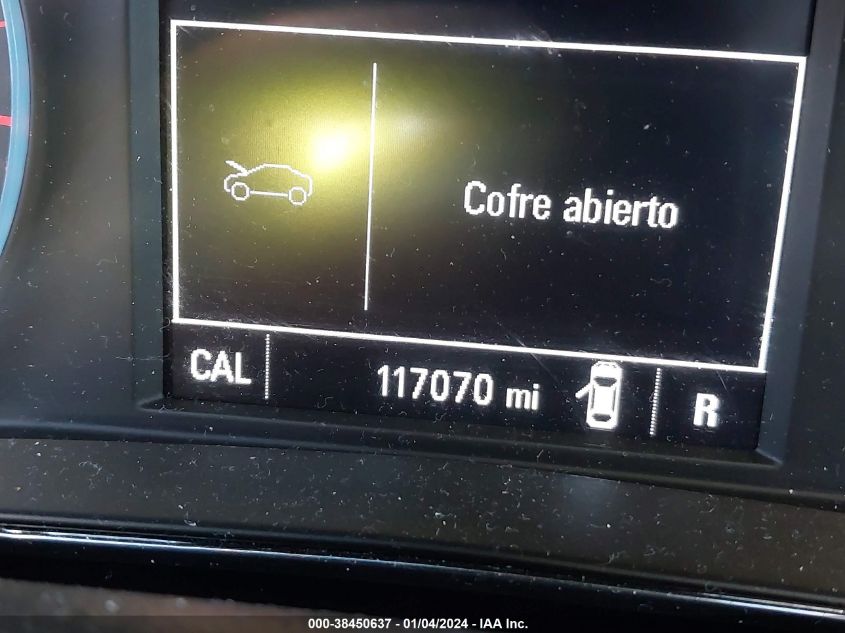 Cofre abierto
CAL
117070 mi
R
000-38450637 - 01/04/2024 - IAA Inc.